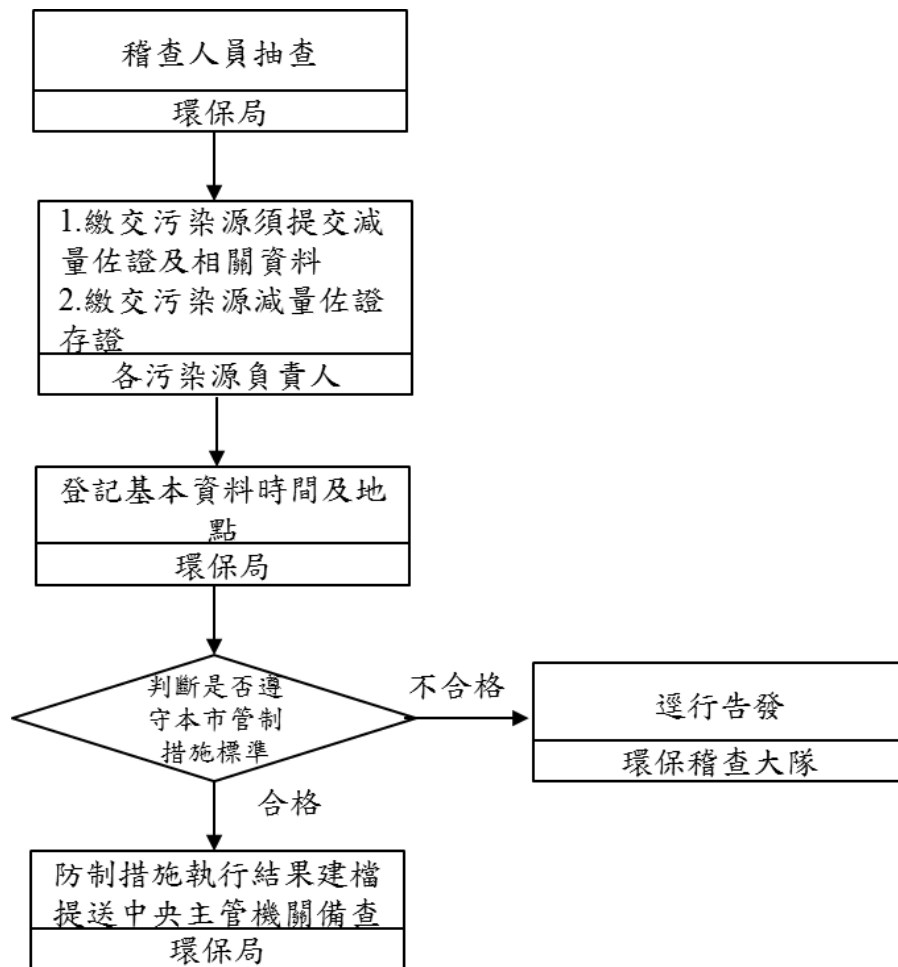 稽查人員抽查
環保局
1.繳交污染源須提交減
量佐證及相關資料
2.繳交污染源減量佐證
存證
各污染源負責人
登記基本資料時間及地
點
環保局
判斷是否遵
守本市管制
措施標準
不合格
逕行告發
環保稽查大隊
合格
防制措施執行結果建檔
提送中央主管機關備查
環保局